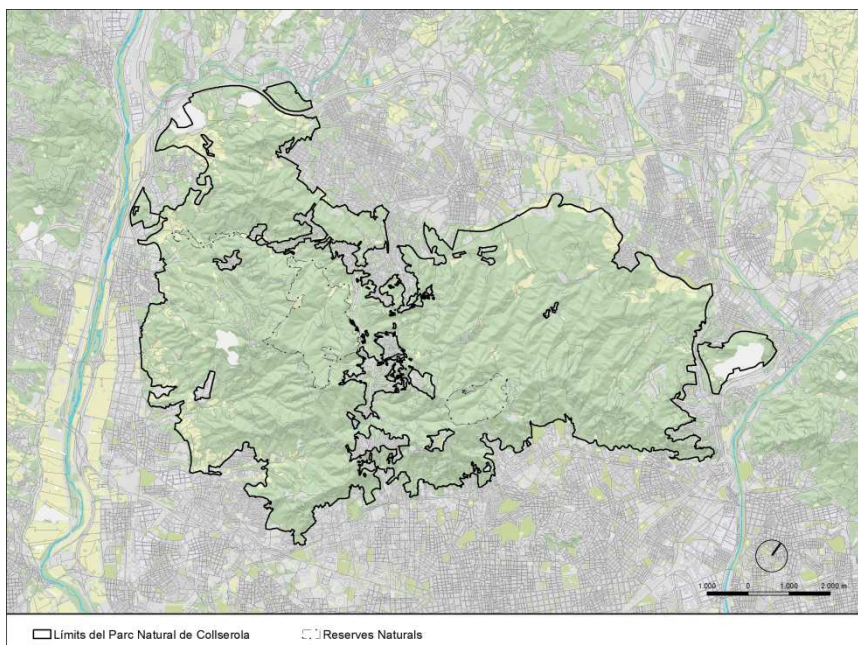 1.000 0 1.000 2.000 m
Límits del Parc Natural de Collserola Reserves Naturals